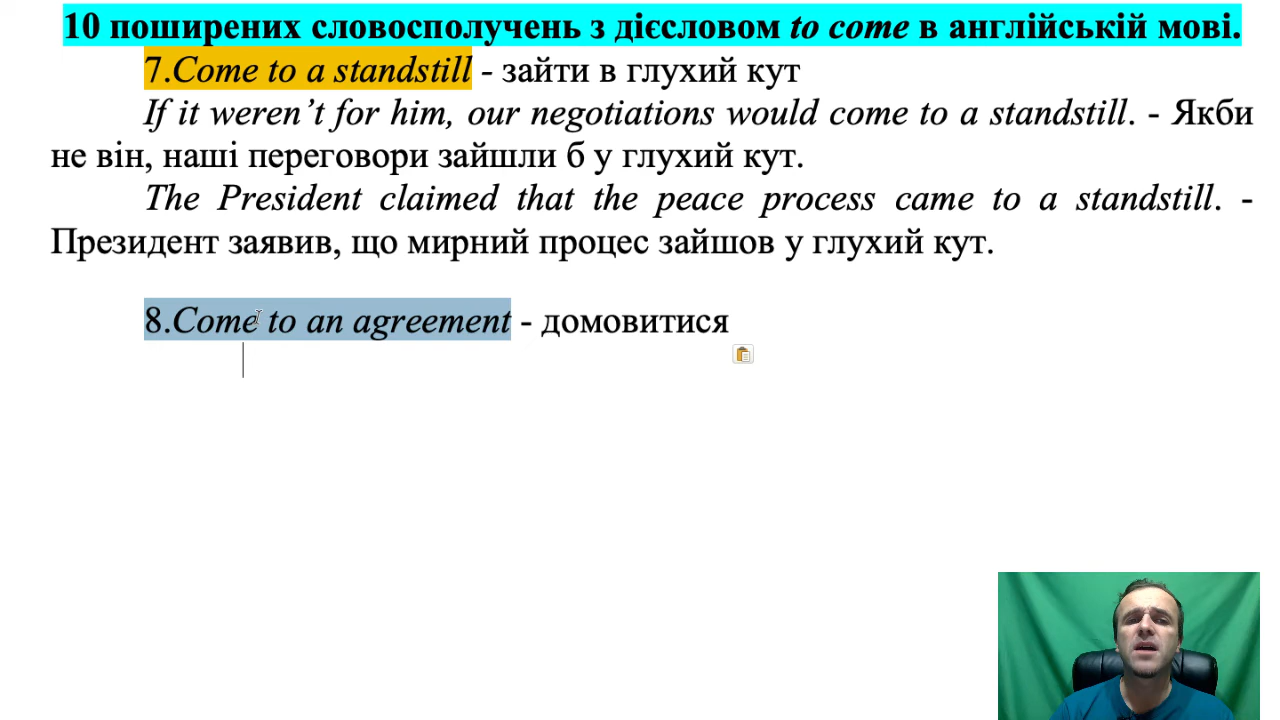 10 поширених словосполучень з дієсловом to come в англійській мові.
7.Come to a standstill - зайти в глухий кут
If it weren’t for him, our negotiations would come to a standstill. - Якби
не він, наші переговори зайшли б у глухий кут.
The President claimed that the peace process came to a standstill. -
Президент заявив, що мирний процес зайшов у глухий кут.
8.Come to an agreement - домовитися